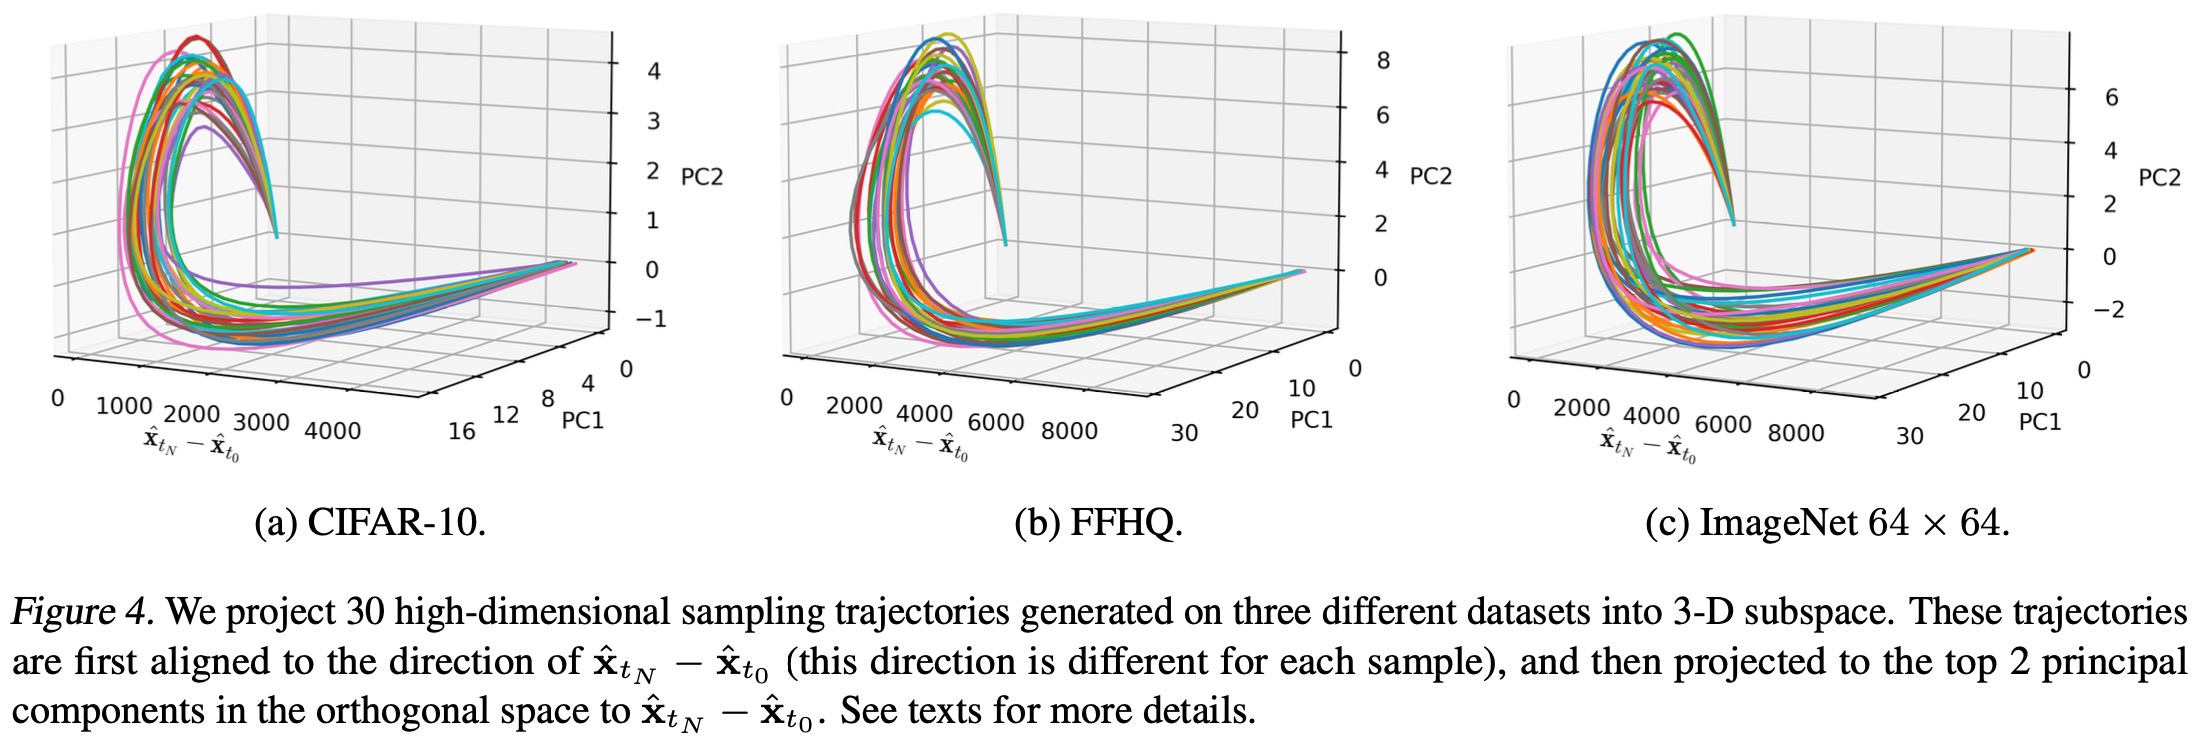 4
3
2
1
0
−1
PC2
0
1000
2000
3000
4000
x̂_{t_N} − x̂_{t_0}
16
12
8
4
0
PC1
(a) CIFAR-10.
8
6
4
2
0
PC2
0
2000
4000
6000
8000
x̂_{t_N} − x̂_{t_0}
30
20
10
0
PC1
(b) FFHQ.
6
4
2
0
−2
PC2
0
2000
4000
6000
8000
x̂_{t_N} − x̂_{t_0}
30
20
10
0
PC1
(c) ImageNet 64 × 64.
Figure 4. We project 30 high-dimensional sampling trajectories generated on three different datasets into 3-D subspace. These trajectories
are first aligned to the direction of x̂_{t_N} − x̂_{t_0} (this direction is different for each sample), and then projected to the top 2 principal
components in the orthogonal space to x̂_{t_N} − x̂_{t_0}. See texts for more details.